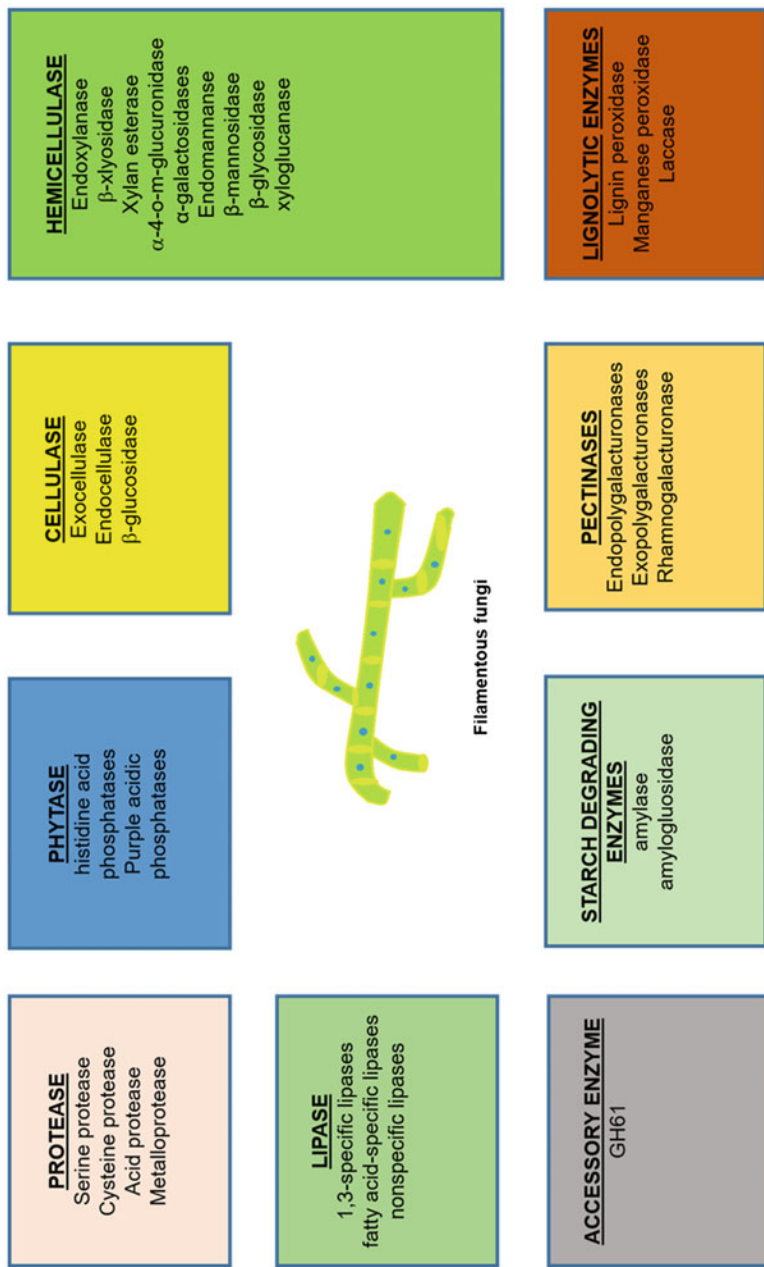 PROTEASE
Serine protease
Cysteine protease
Acid protease
Metalloprotease
PHYTASE
histidine acid
phosphatases
Purple acidic
phosphatases
CELLULASE
Exocellulase
Endocellulase
β-glucosidase
HEMICELLULASE
Endoxylanase
β-xlyosidase
Xylan esterase
α-4-o-m-glucuronidase
α-galactosidases
Endomannanse
β-mannosidase
β-glycosidase
xyloglucanase
LIPASE
1,3-specific lipases
fatty acid-specific lipases
nonspecific lipases
Filamentous fungi
ACCESSORY ENZYME
GH61
STARCH DEGRADING
ENZYMES
amylase
amylogluosidase
PECTINASES
Endopolygalacturonases
Exopolygalacturonases
Rhamnogalacturonase
LIGNOLYTIC ENZYMES
Lignin peroxidase
Manganese peroxidase
Laccase